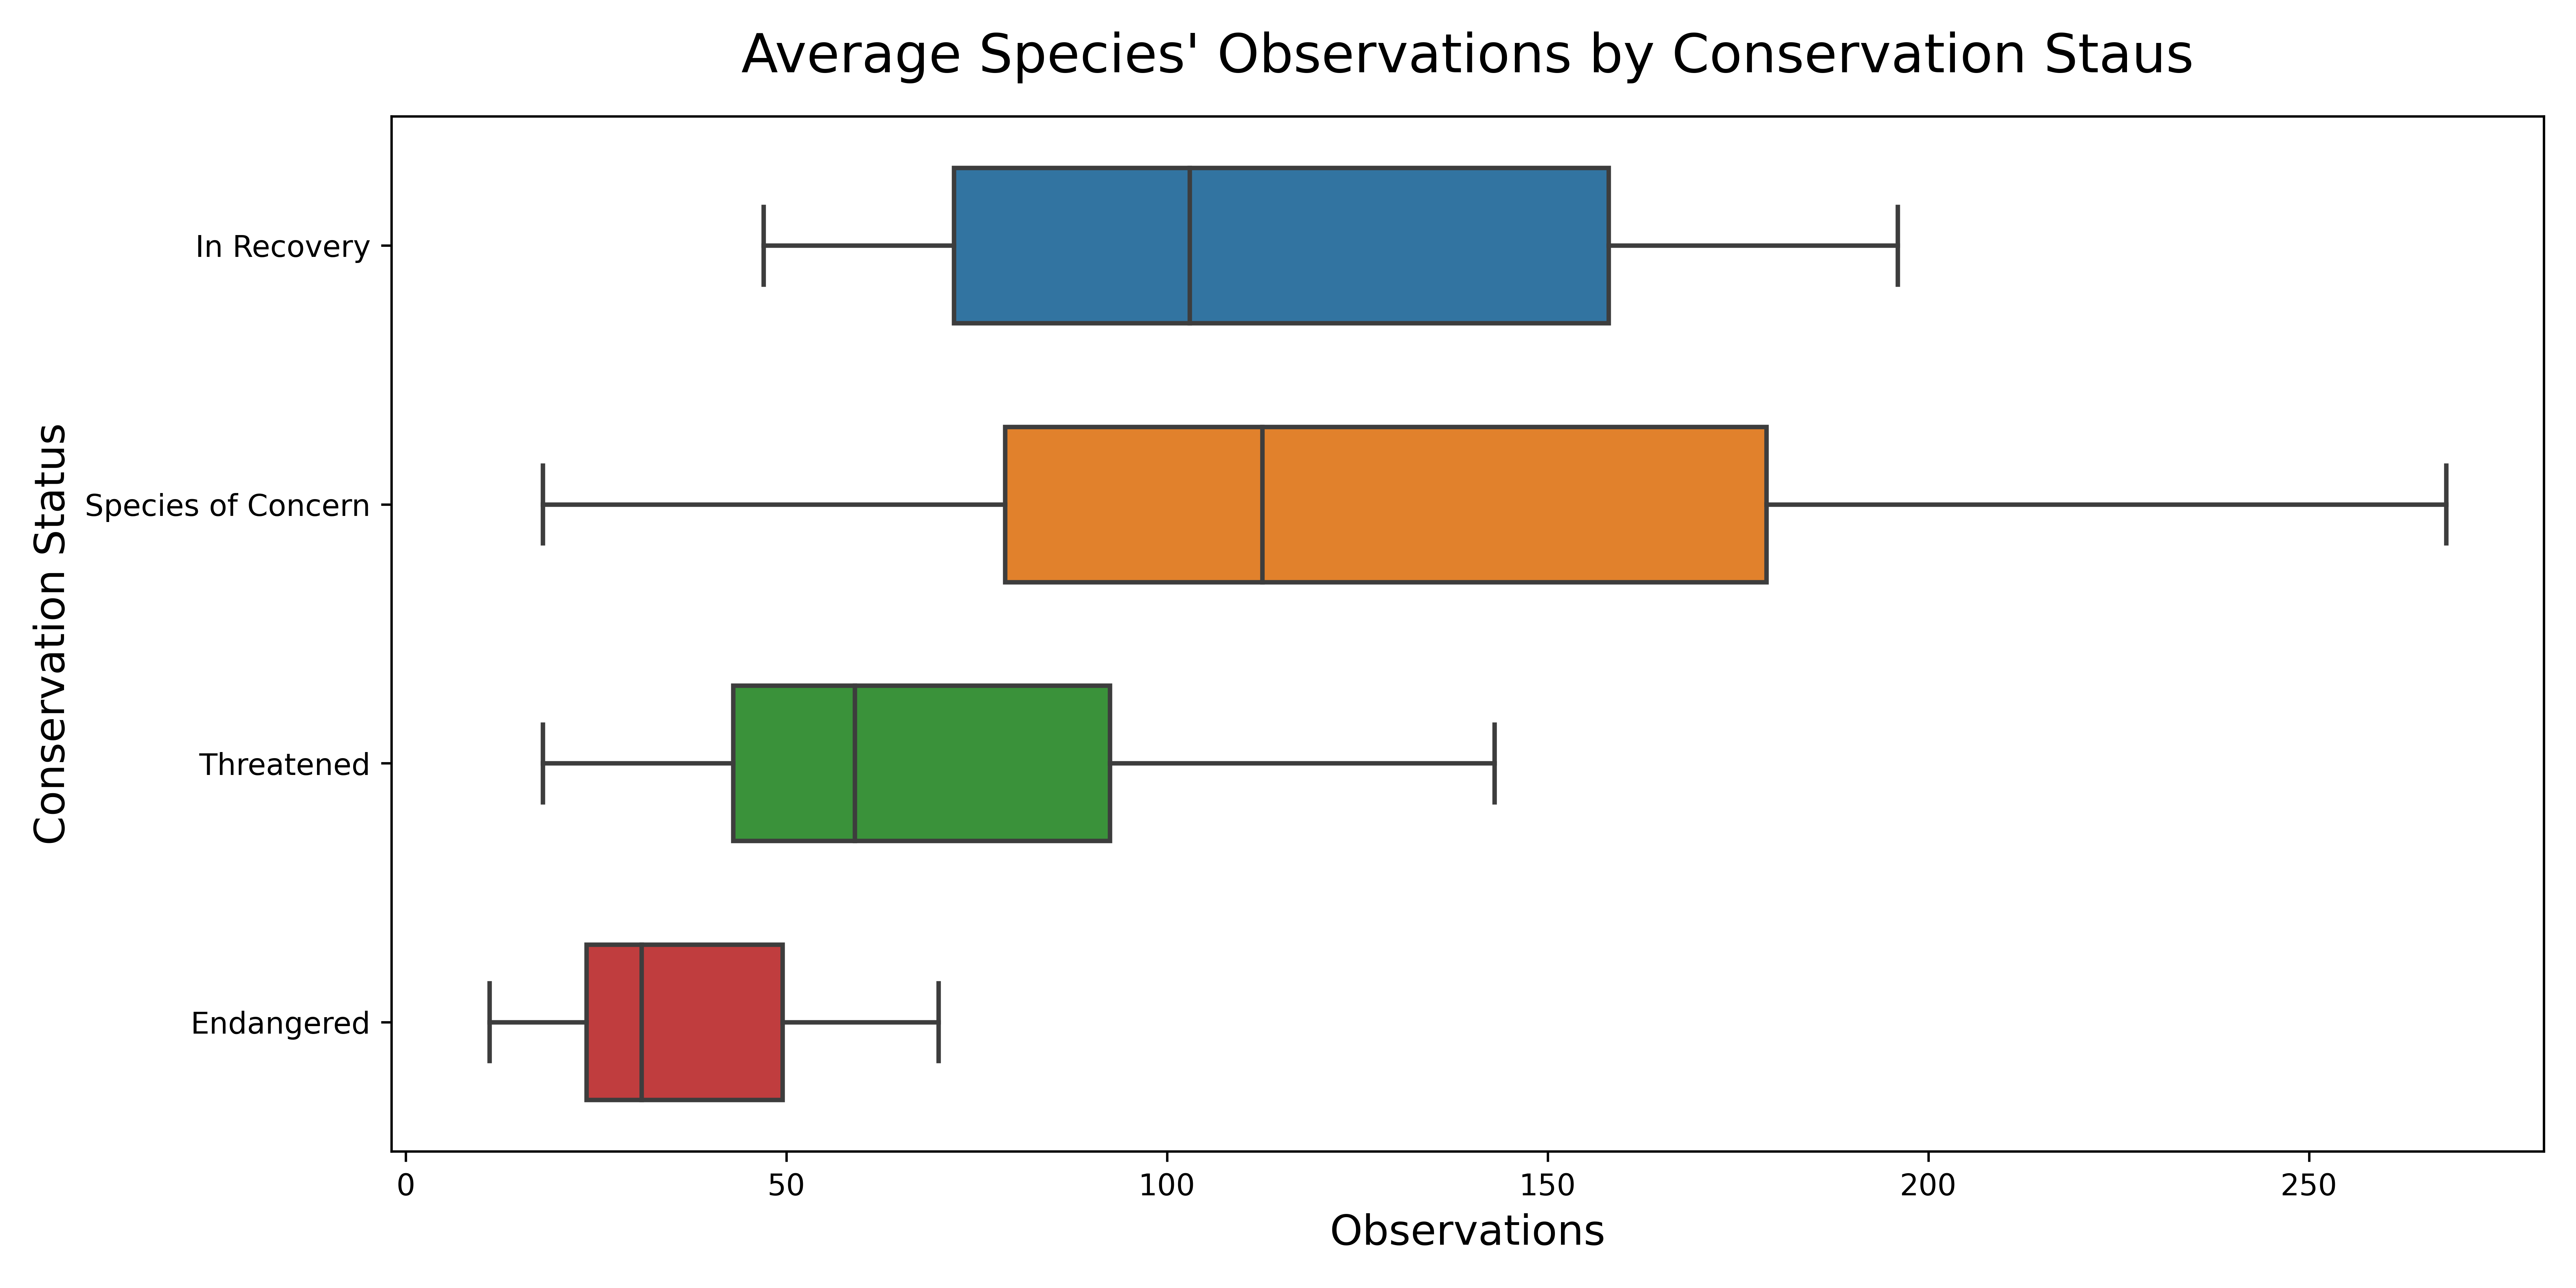 Average Species' Observations by Conservation Staus
Conservation Status
In Recovery
Species of Concern
Threatened
Endangered
0 50 100 150 200 250
Observations